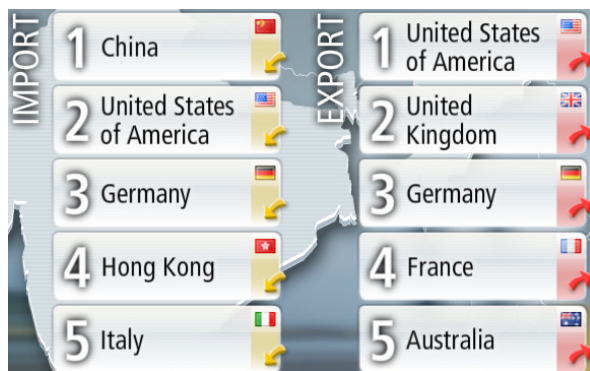 IMPORT
1 China
2 United States
of America
3 Germany
4 Hong Kong
5 Italy
EXPORT
1 United States
of America
2 United
Kingdom
3 Germany
4 France
5 Australia